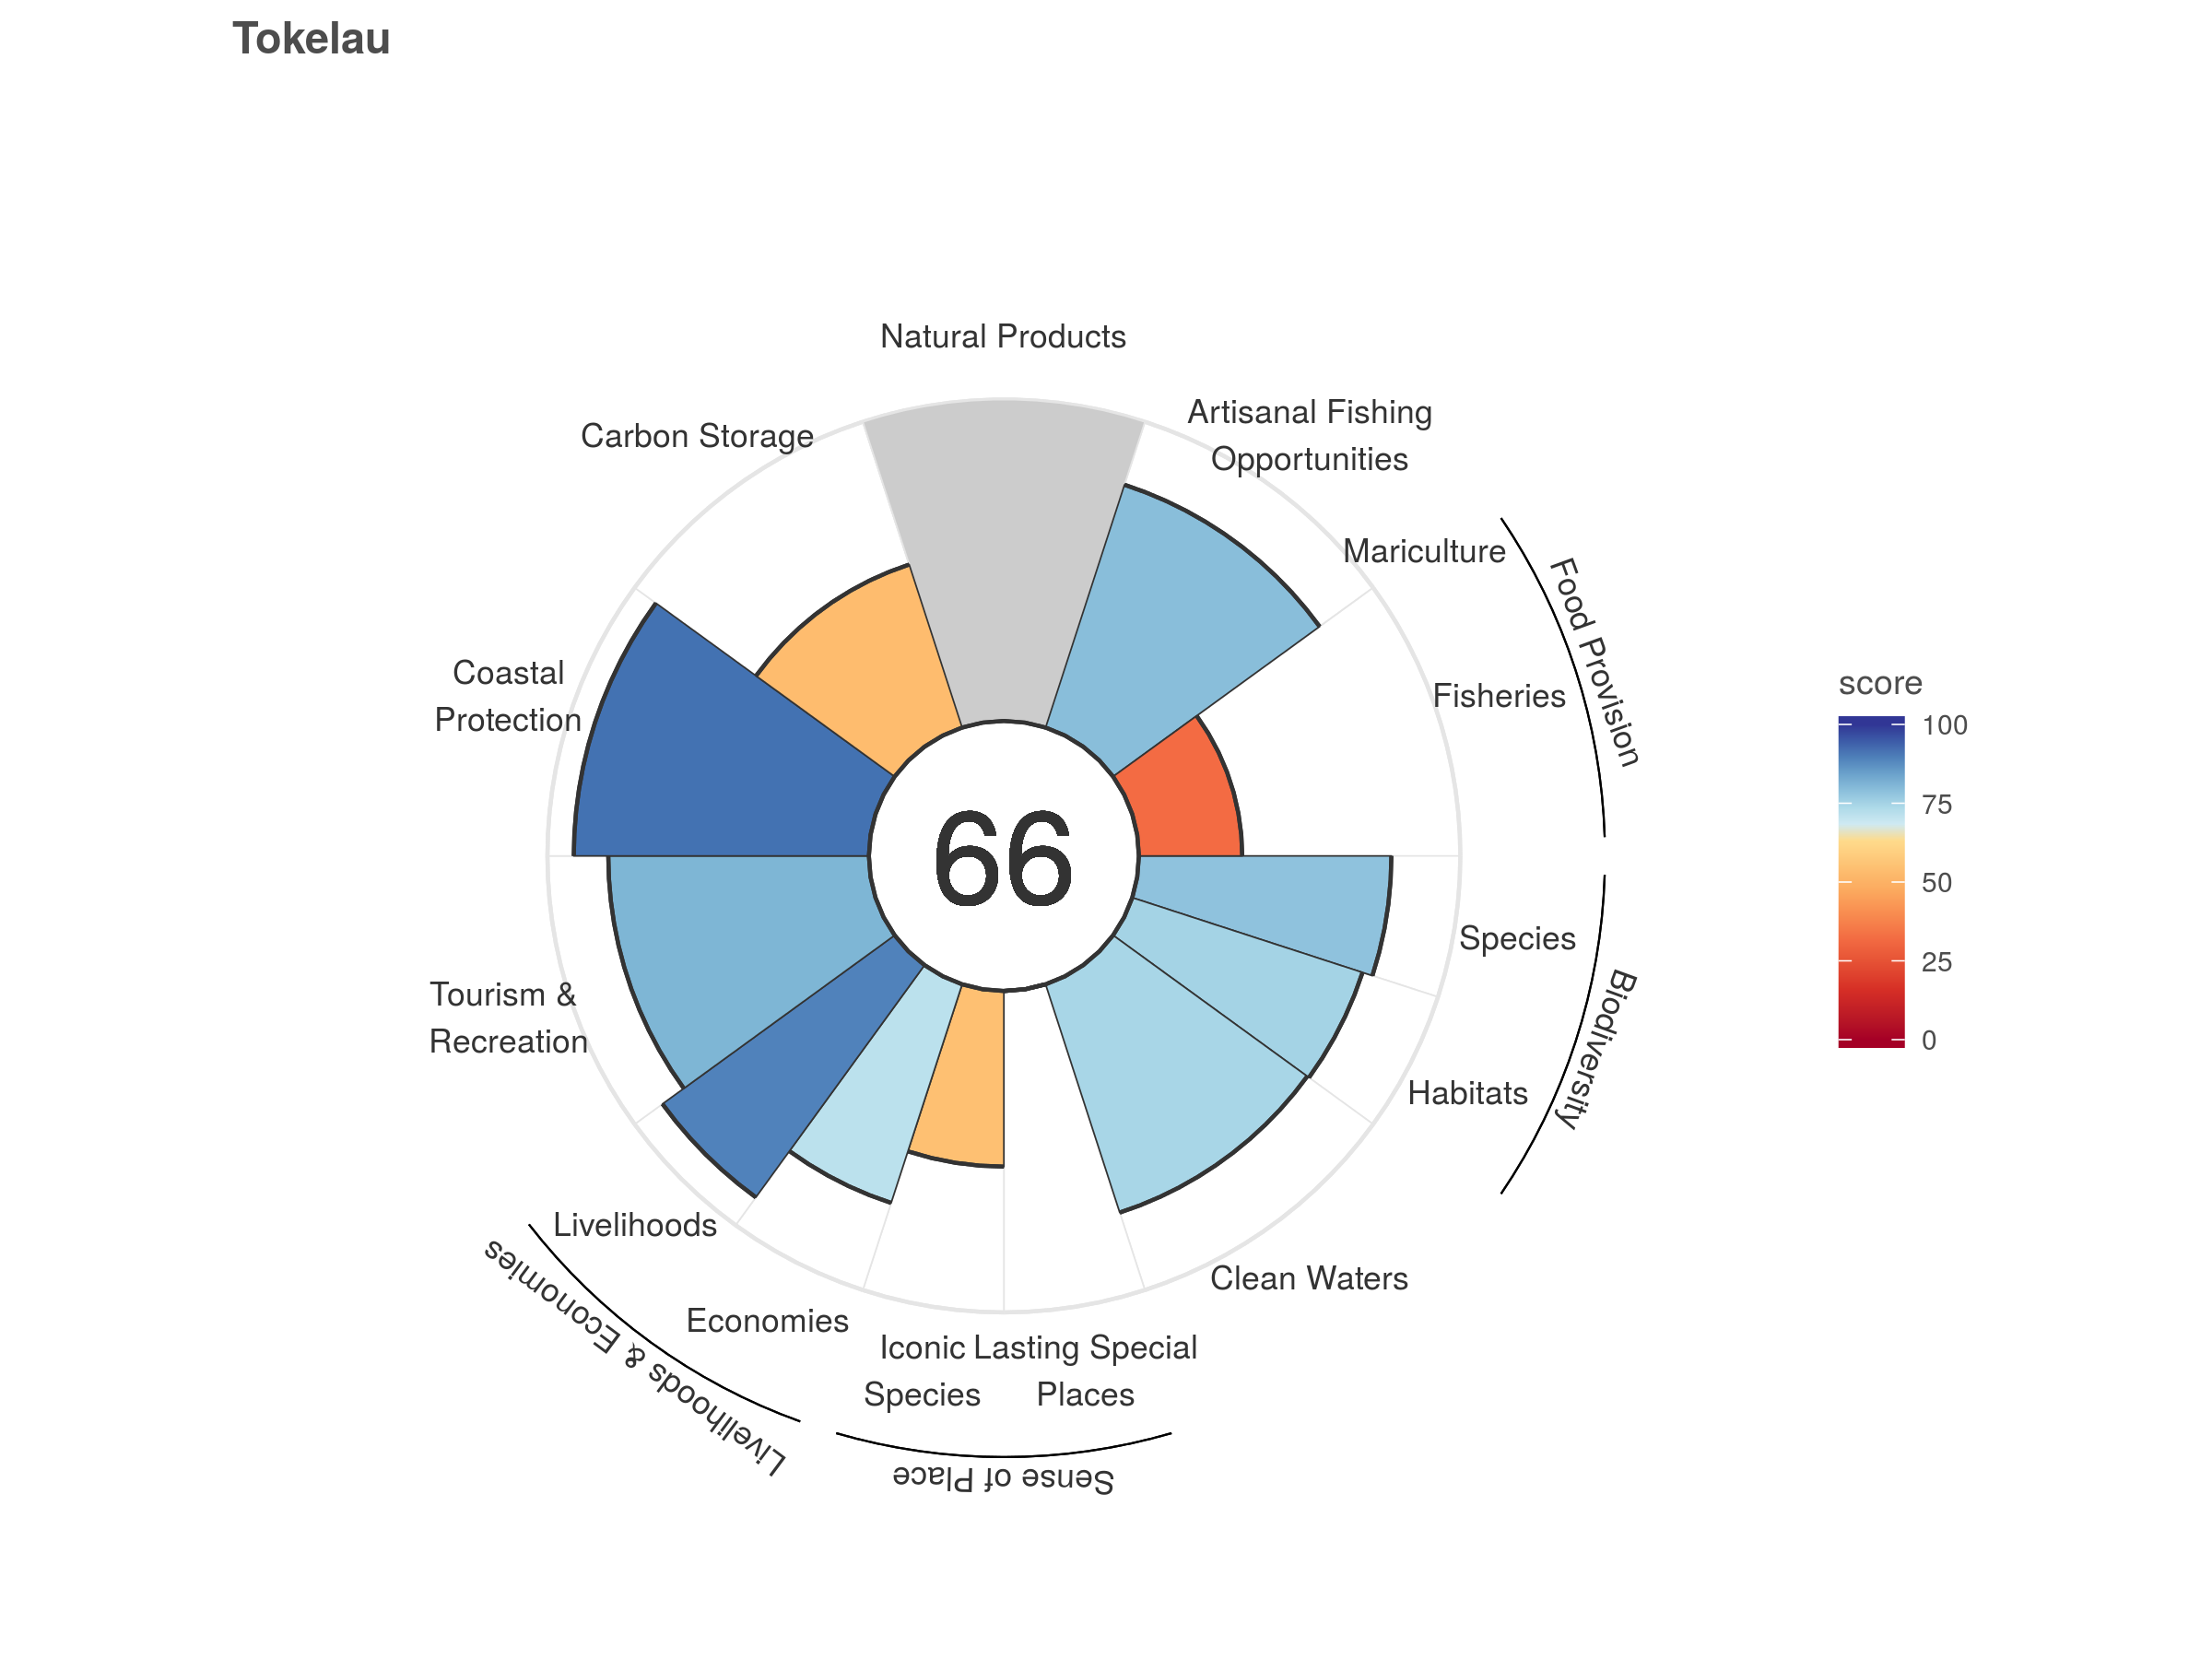 Tokelau
Natural Products
Carbon Storage
Artisanal Fishing
Opportunities
Mariculture
Food Provision
Fisheries
Coastal
Protection
66
score
100
75
50
25
0
Species
Biodiversity
Habitats
Tourism &
Recreation
Livelihoods
Livelihoods & Economies
Economies
Clean Waters
Iconic
Species
Lasting Special
Places
Sense of Place